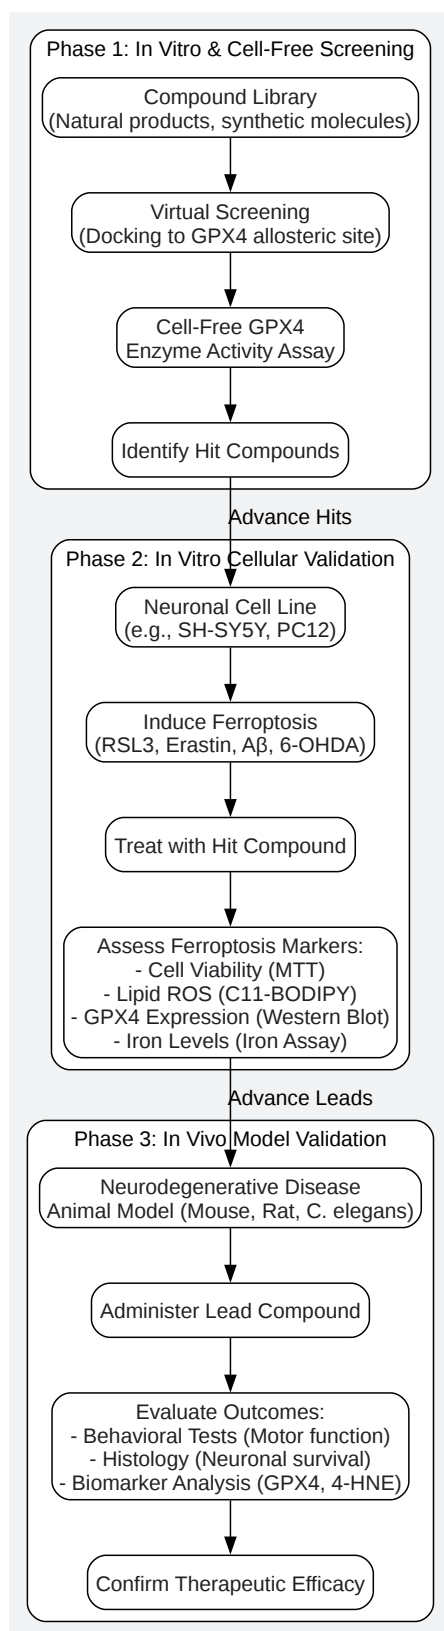 Phase 1: In Vitro & Cell-Free Screening
Compound Library
(Natural products, synthetic molecules)
Virtual Screening
(Docking to GPX4 allosteric site)
Cell-Free GPX4
Enzyme Activity Assay
Identify Hit Compounds
Advance Hits
Phase 2: In Vitro Cellular Validation
Neuronal Cell Line
(e.g., SH-SY5Y, PC12)
Induce Ferroptosis
(RSL3, Erastin, Aβ, 6-OHDA)
Treat with Hit Compound
Assess Ferroptosis Markers:
- Cell Viability (MTT)
- Lipid ROS (C11-BODIPY)
- GPX4 Expression (Western Blot)
- Iron Levels (Iron Assay)
Advance Leads
Phase 3: In Vivo Model Validation
Neurodegenerative Disease
Animal Model (Mouse, Rat, C. elegans)
Administer Lead Compound
Evaluate Outcomes:
- Behavioral Tests (Motor function)
- Histology (Neuronal survival)
- Biomarker Analysis (GPX4, 4-HNE)
Confirm Therapeutic Efficacy